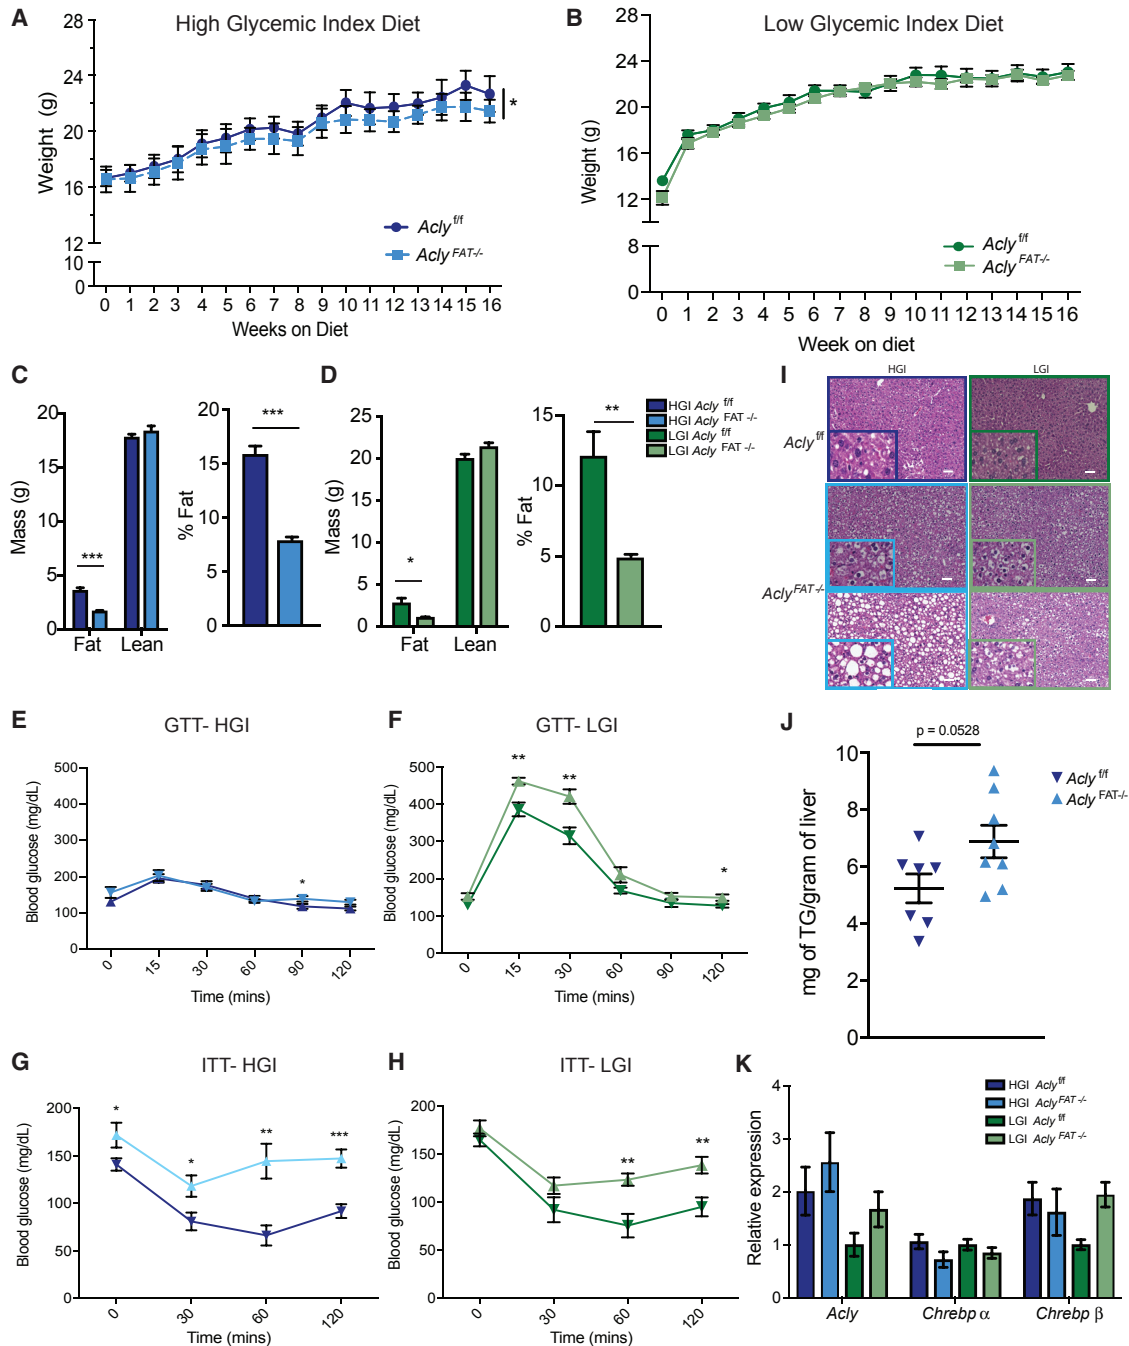 A
High Glycemic Index Diet
Weight (g)
28
24
20
16
12
10
0
*
Acly f/f
Acly FAT-/-
0 1 2 3 4 5 6 7 8 9 10 11 12 13 14 15 16
Weeks on Diet
B
Low Glycemic Index Diet
Weight (g)
28
24
20
16
12
8
0
Acly f/f
Acly FAT-/-
0 1 2 3 4 5 6 7 8 9 10 11 12 13 14 15 16
Week on diet
C
Mass (g)
20
15
10
5
0
***
Fat Lean
% Fat
20
15
10
5
0
***
D
Mass (g)
25
20
15
10
5
0
*
Fat Lean
% Fat
15
10
5
0
**
HGI Acly f/f
HGI Acly FAT -/-
LGI Acly f/f
LGI Acly FAT -/-
I
HGI LGI
Acly f/f
Acly FAT-/-
E
GTT- HGI
Blood glucose (mg/dL)
500
400
300
200
100
0
*
0 15 30 60 90 120
Time (mins)
F
GTT- LGI
Blood glucose (mg/dL)
500
400
300
200
100
0
** ** *
0 15 30 60 90 120
Time (mins)
J
p = 0.0528
mg of TG/gram of liver
10
8
6
4
2
0
Acly f/f
Acly FAT-/-
G
ITT- HGI
Blood glucose (mg/dL)
200
150
100
50
0
* * ** ***
0 30 60 120
Time (mins)
H
ITT- LGI
Blood glucose (mg/dL)
200
150
100
50
0
** **
0 30 60 120
Time (mins)
K
Relative expression
4
3
2
1
0
HGI Acly f/f
HGI Acly FAT -/-
LGI Acly f/f
LGI Acly FAT -/-
Acly Chrebp α Chrebp β